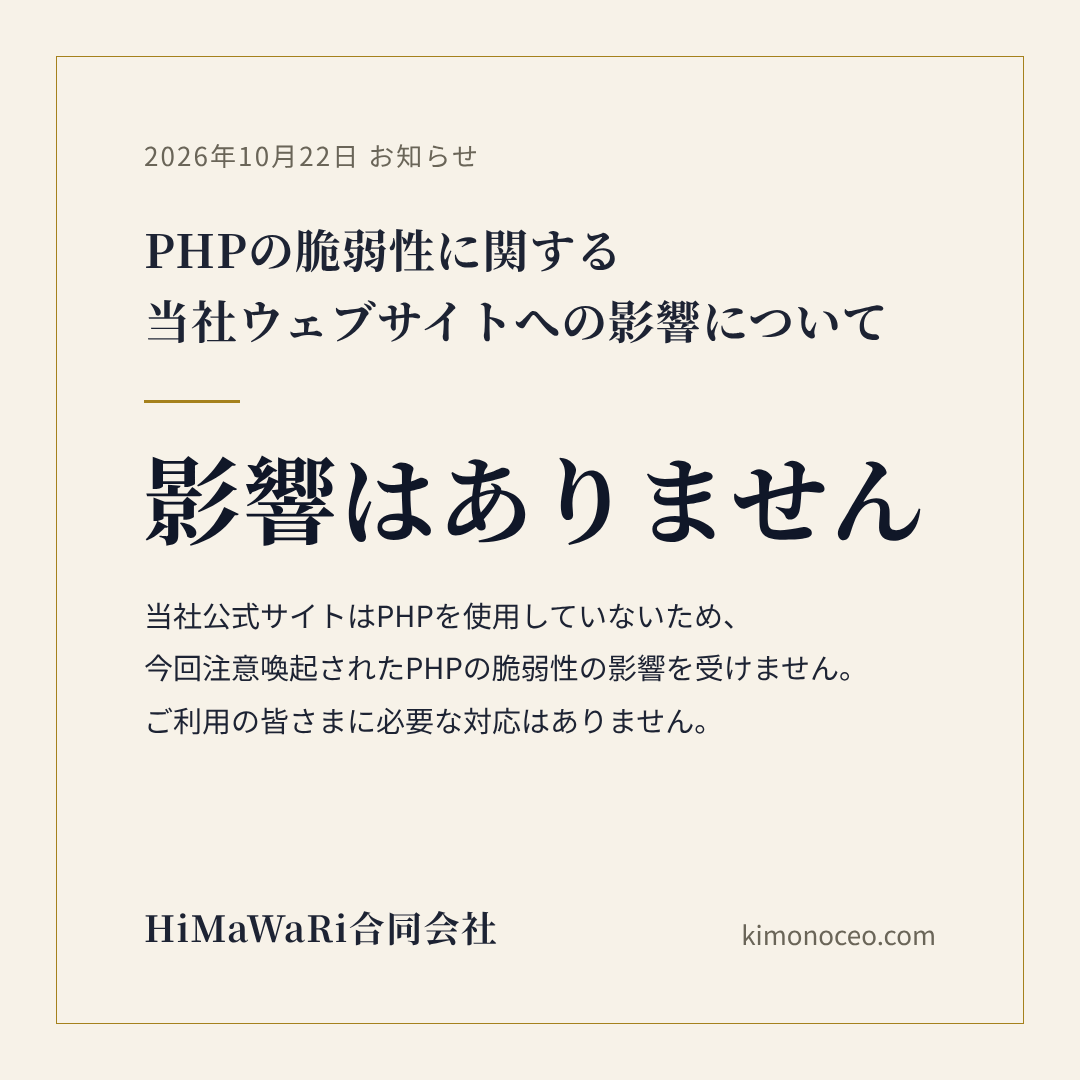 2026年10月22日 お知らせ
PHPの脆弱性に関する
当社ウェブサイトへの影響について
影響はありません
当社公式サイトはPHPを使用していないため、
今回注意喚起されたPHPの脆弱性の影響を受けません。
ご利用の皆さまに必要な対応はありません。
HiMaWaRi合同会社
kimonoceo.com